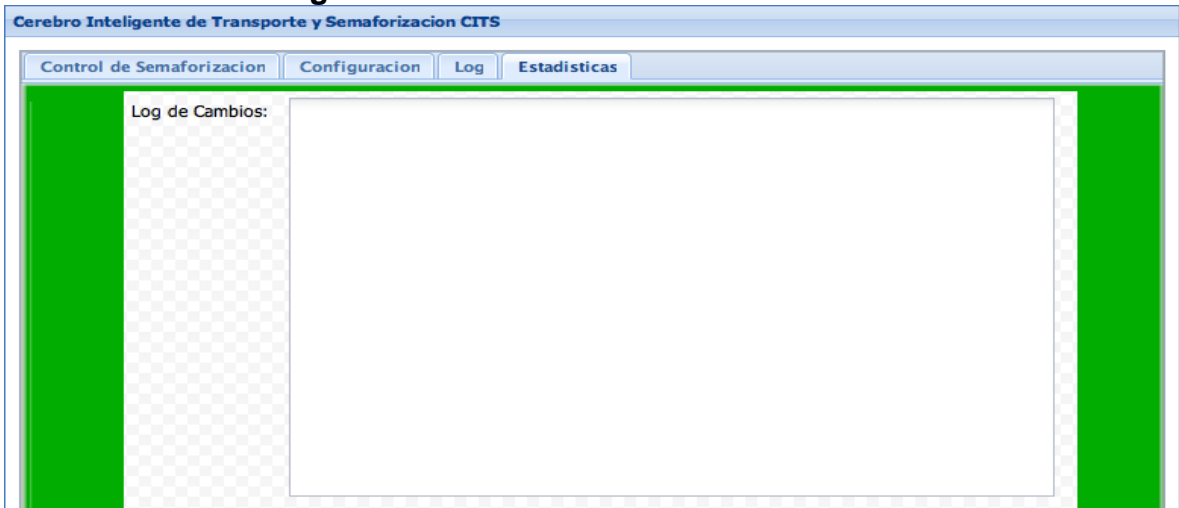 Cerebro Inteligente de Transporte y Semaforizacion CITS
Control de Semaforizacion Configuracion Log Estadisticas
Log de Cambios: